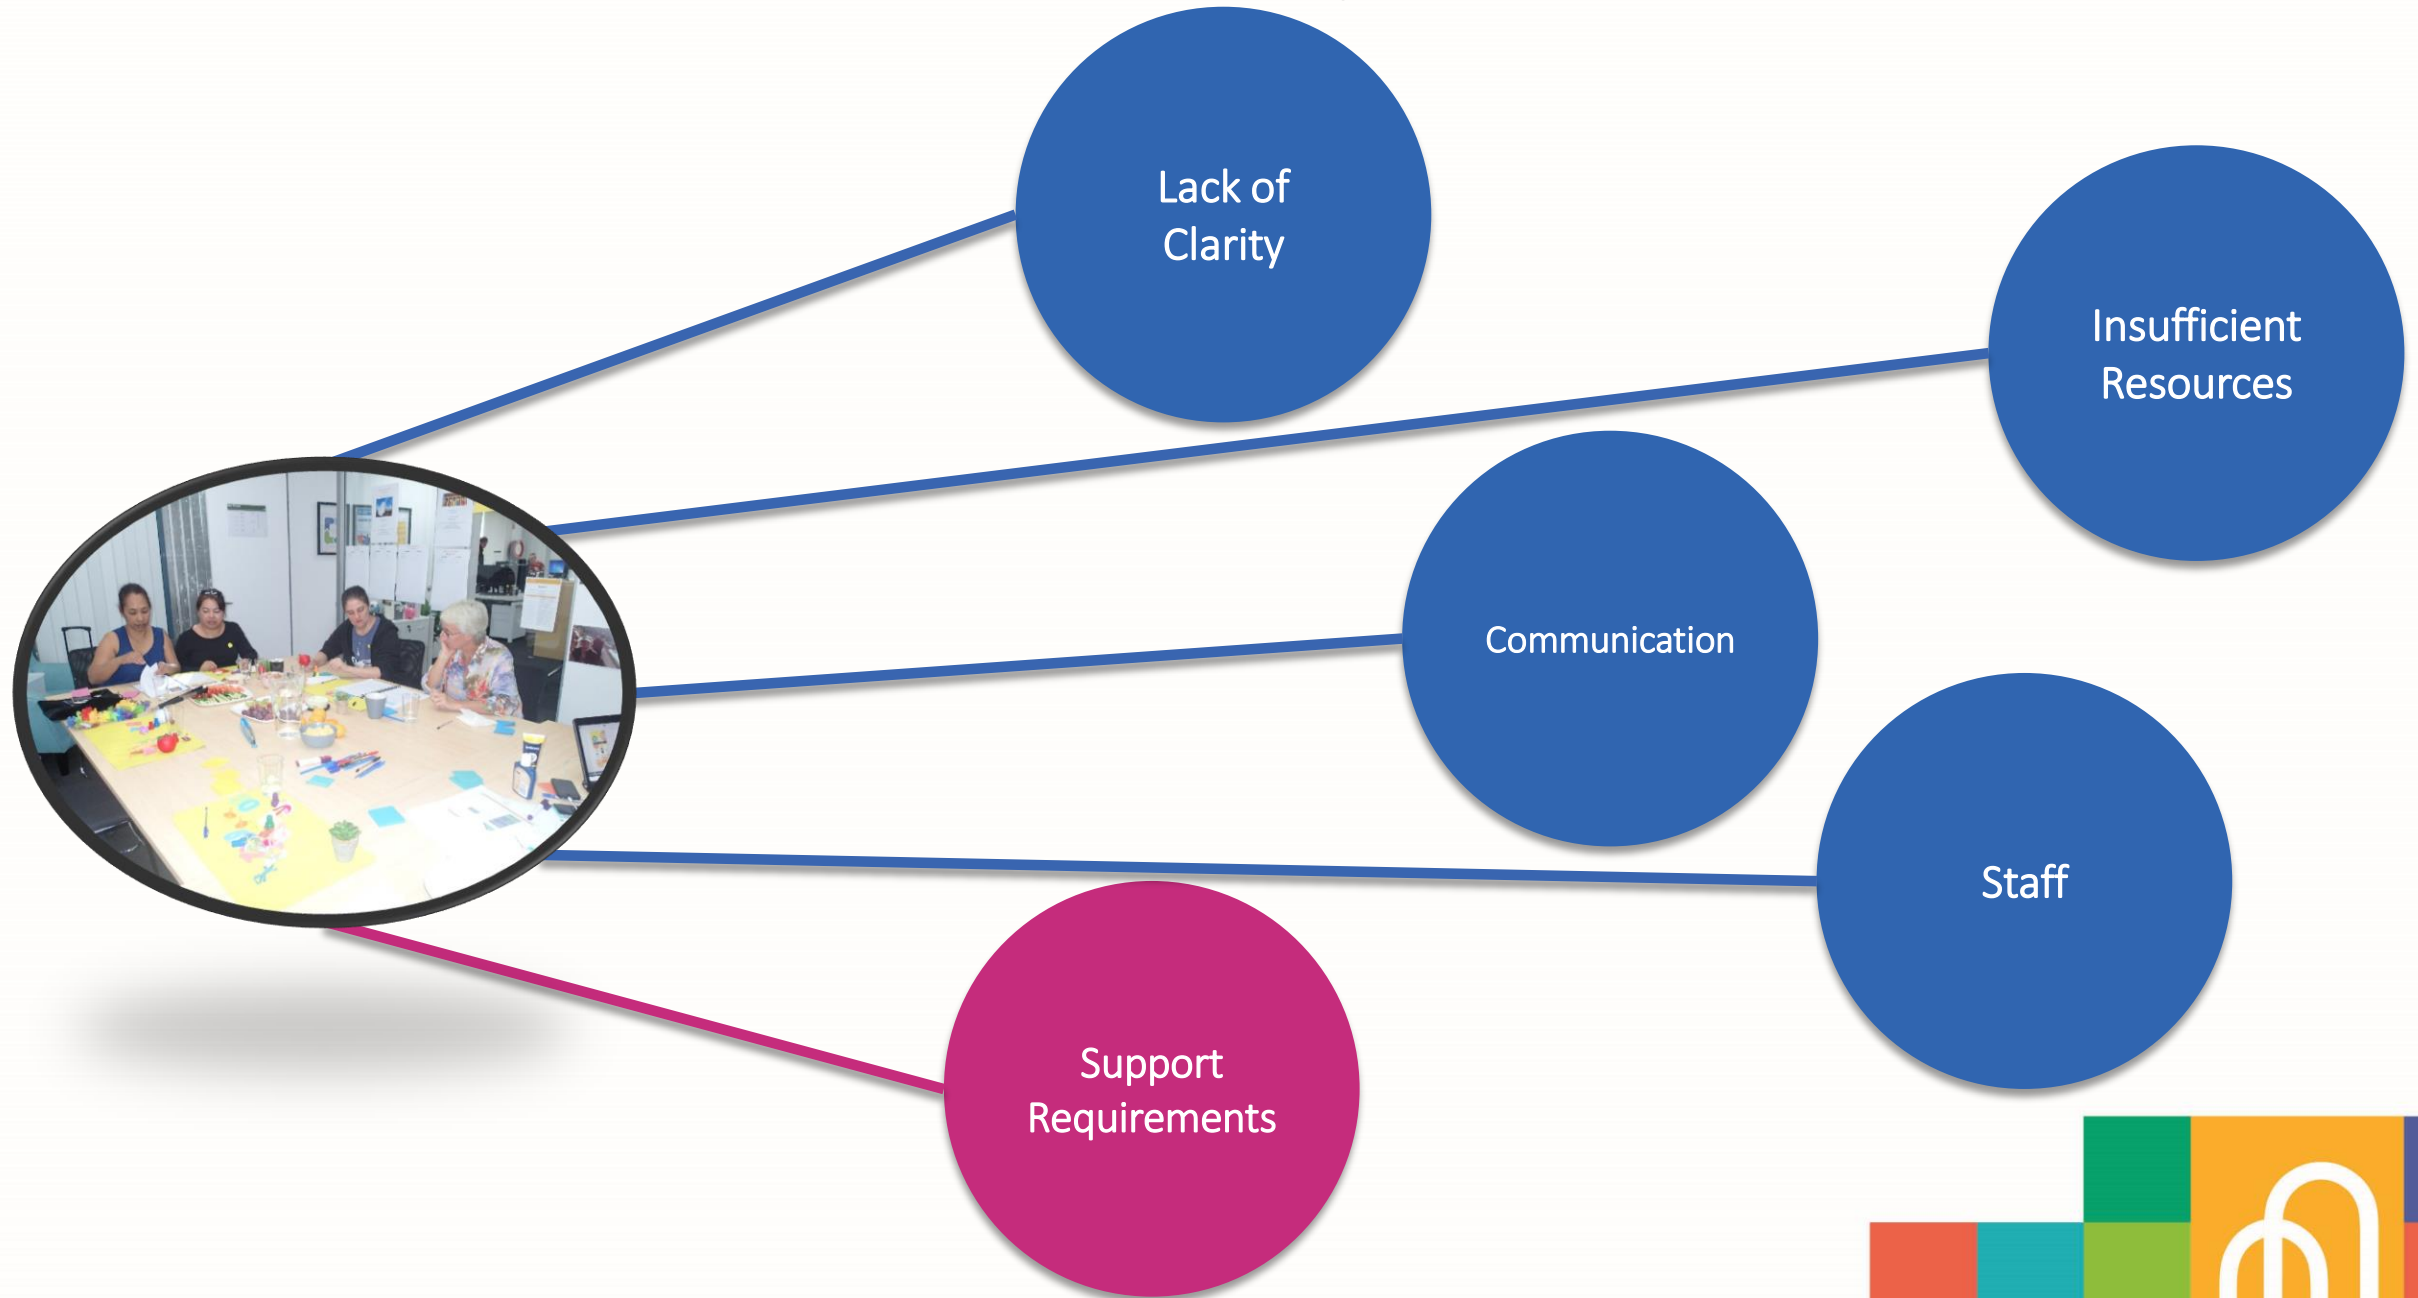 Lack of
Clarity
Insufficient
Resources
Communication
Staff
Support
Requirements